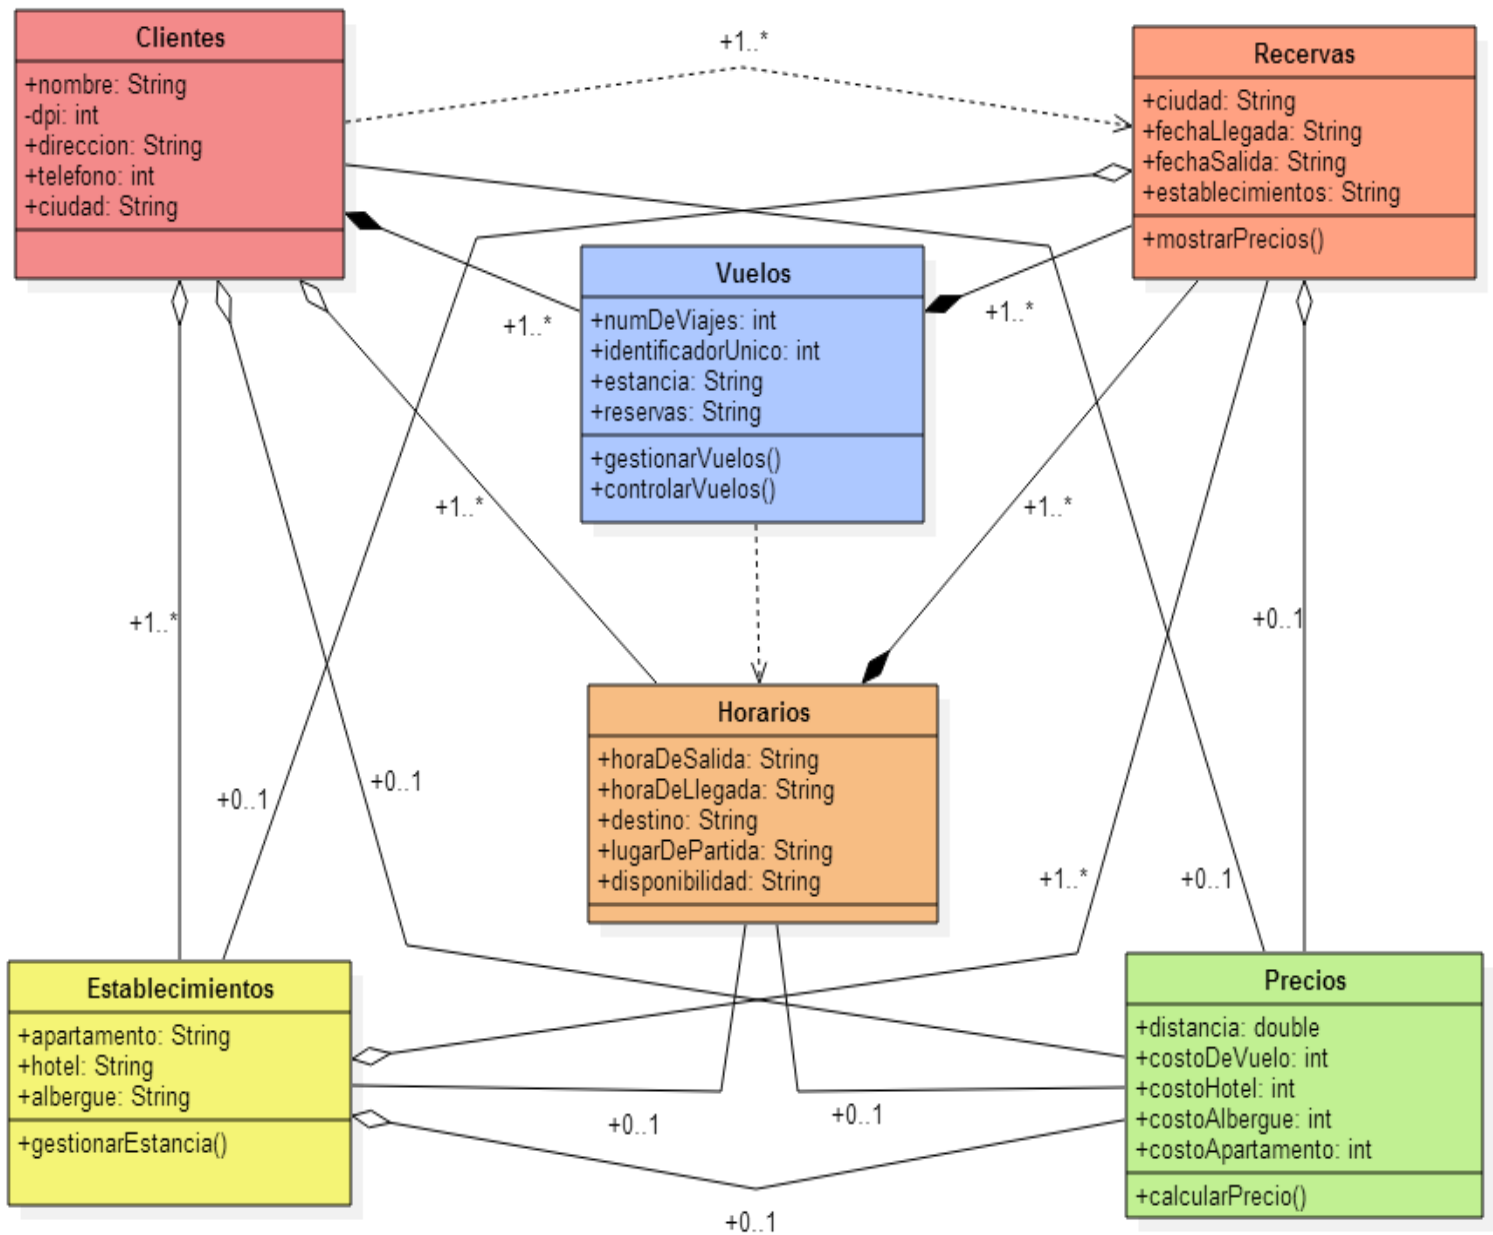 Clientes
+nombre: String
-dpi: int
+direccion: String
+telefono: int
+ciudad: String
+1..*
Recervas
+ciudad: String
+fechaLlegada: String
+fechaSalida: String
+establecimientos: String
+mostrarPrecios()
Vuelos
+numDeViajes: int
+identificadorUnico: int
+estancia: String
+reservas: String
+gestionarVuelos()
+controlarVuelos()
+1..*
+1..*
+1..*
+1..*
+1..*
+0..1
Horarios
+horaDeSalida: String
+horaDeLlegada: String
+destino: String
+lugarDePartida: String
+disponibilidad: String
+0..1
+0..1
+1..*
+0..1
Establecimientos
+apartamento: String
+hotel: String
+albergue: String
+gestionarEstancia()
+0..1
+0..1
+0..1
Precios
+distancia: double
+costoDeVuelo: int
+costoHotel: int
+costoAlbergue: int
+costoApartamento: int
+calcularPrecio()